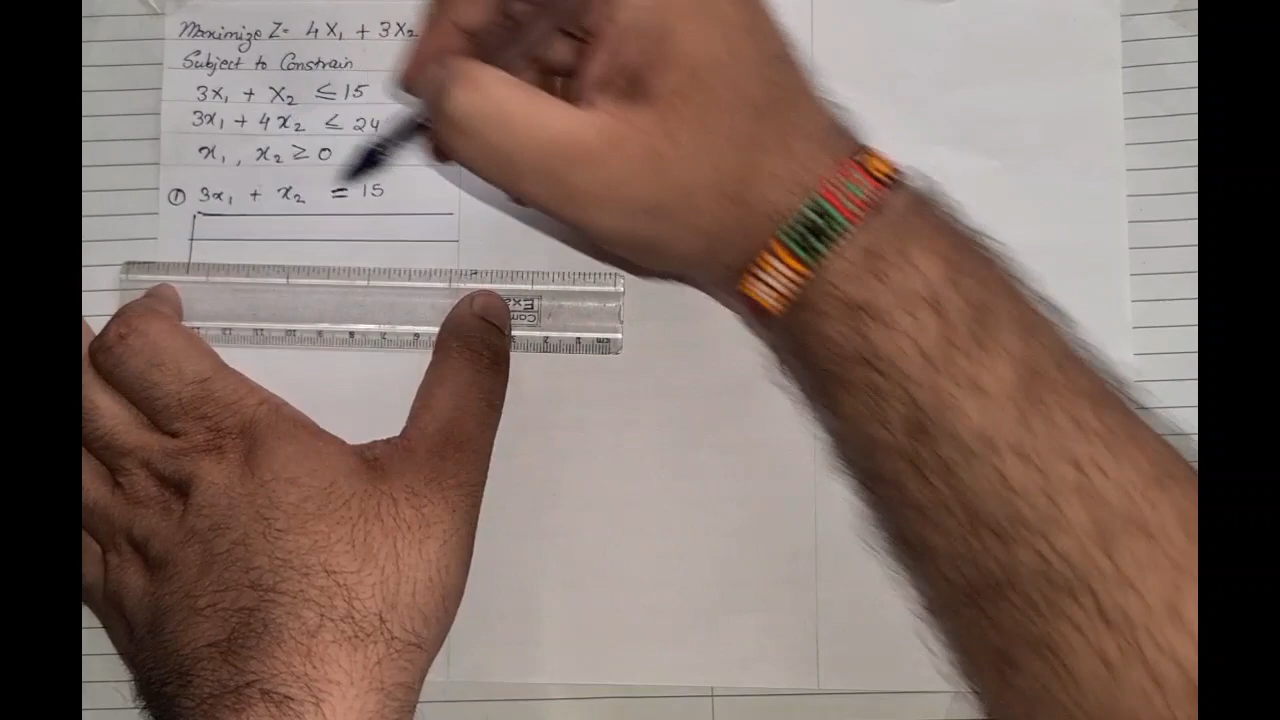 Maximize Z= 4X₁ + 3X₂
Subject to Constrain
3X₁ + X₂ ≤ 15
3x₁ + 4x₂ ≤ 24
x₁, x₂ ≥ 0
① 3x₁ + x₂ = 15